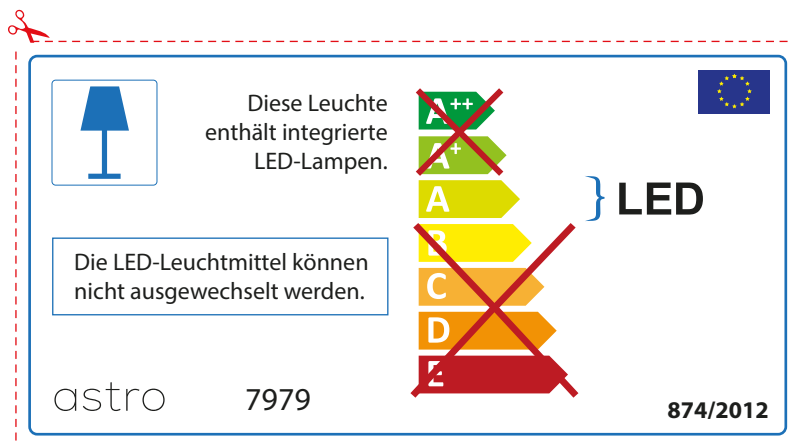 Diese Leuchte
enthält integrierte
LED-Lampen.
Die LED-Leuchtmittel können
nicht ausgewechselt werden.
A++
A+
A
B
C
D
E
LED
astro
7979
874/2012